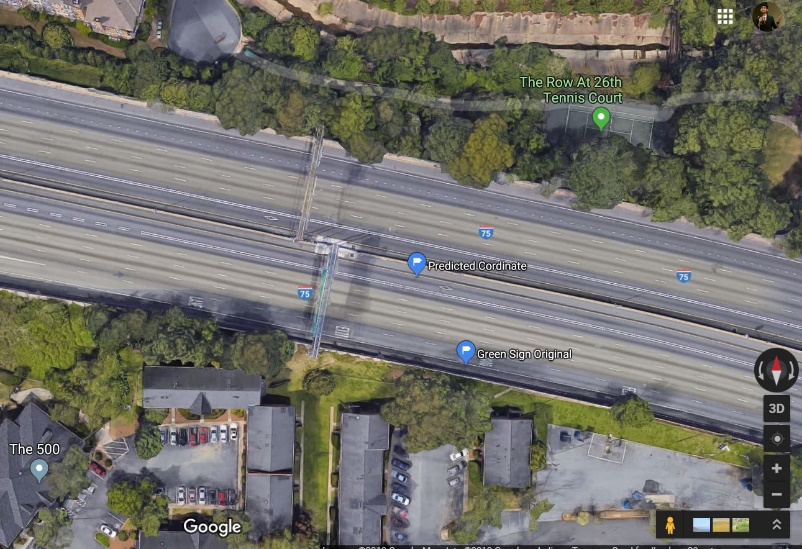 The Row At 26th
Tennis Court
75
Predicted Cordinate
75
75
Green Sign Original
3D
The 500
Google